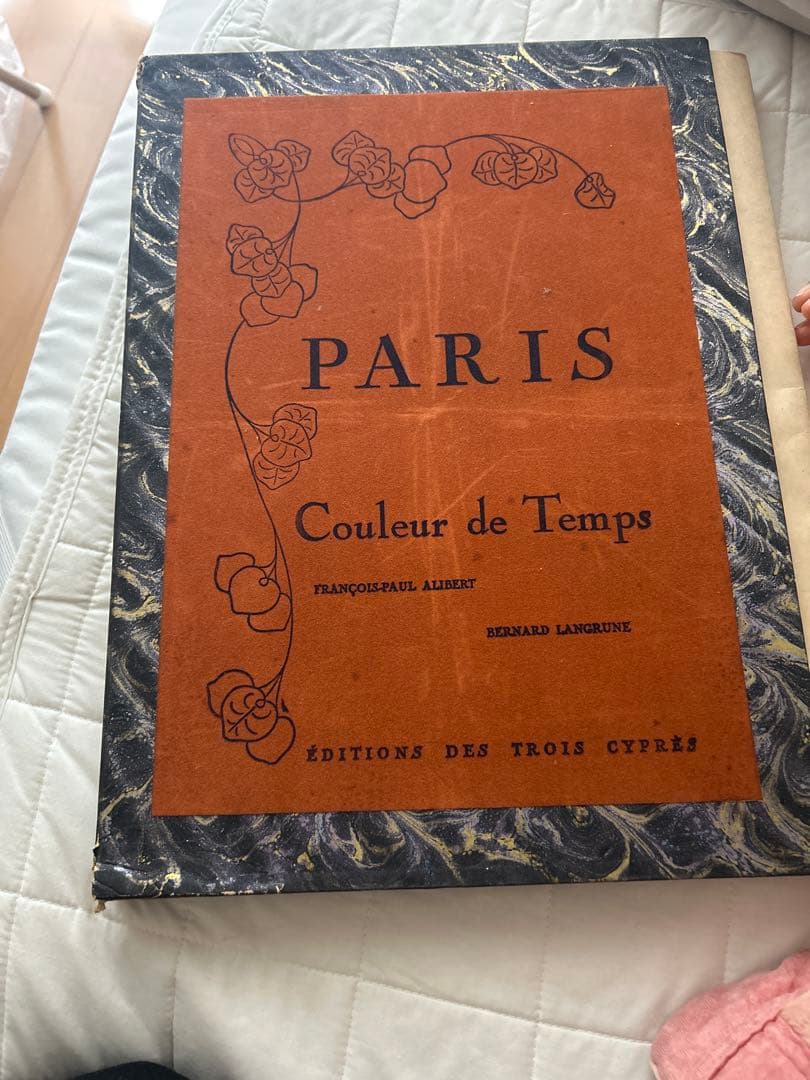 PARIS
Couleur de Temps
FRANÇOIS-PAUL ALIBERT
BERNARD LANGRUNE
ÉDITIONS DES TROIS CYPRÈS